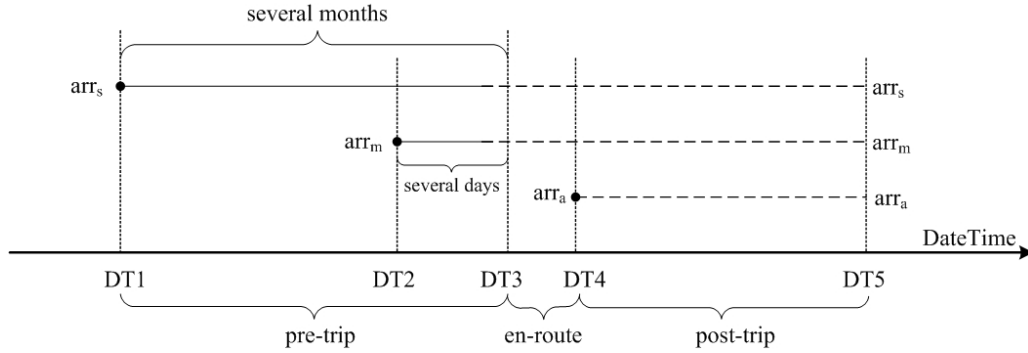 several months
arrs
arrs
arrm
arrm
several days
arra
arra
DateTime
DT1 DT2 DT3 DT4 DT5
pre-trip en-route post-trip